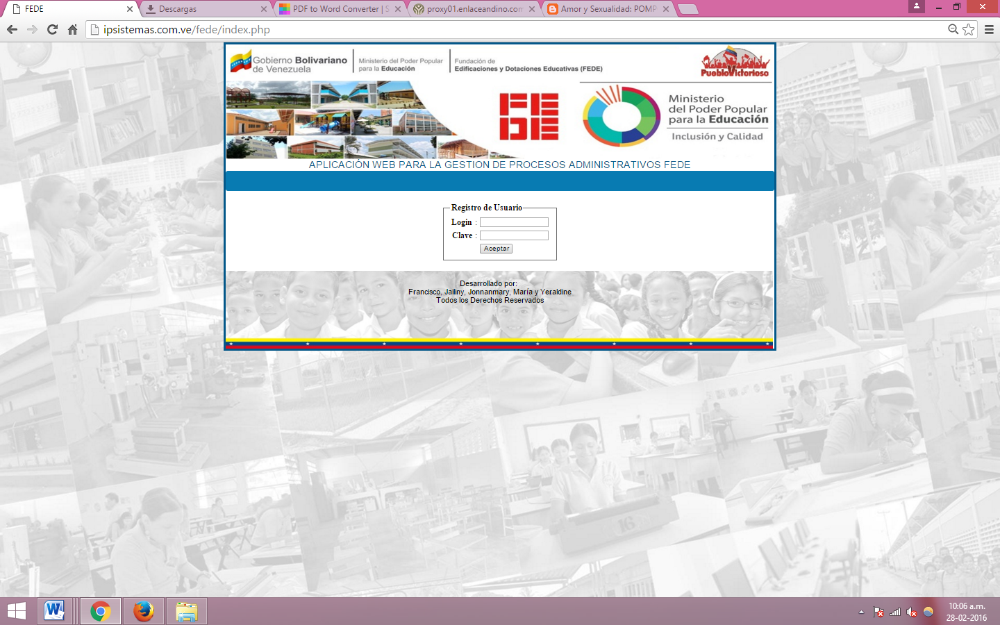 FEDE
Descargas
PDF to Word Converter | S
proxy01.enlaceandino.com
Amor y Sexualidad: POMP
ipsistemas.com.ve/fede/index.php
Gobierno Bolivariano
de Venezuela
Ministerio del Poder Popular
para la Educación
Fundación de
Edificaciones y Dotaciones Educativas (FEDE)
PuebloVictorioso
FEDE
Ministerio
del Poder Popular
para la Educación
Inclusión y Calidad
APLICACIÓN WEB PARA LA GESTION DE PROCESOS ADMINISTRATIVOS FEDE
Registro de Usuario
Login :
Clave :
Aceptar
Desarrollado por:
Francisco, Jailiny, Jonnanmary, María y Yeraldine
Todos los Derechos Reservados
16
10:06 a.m.
28-02-2016